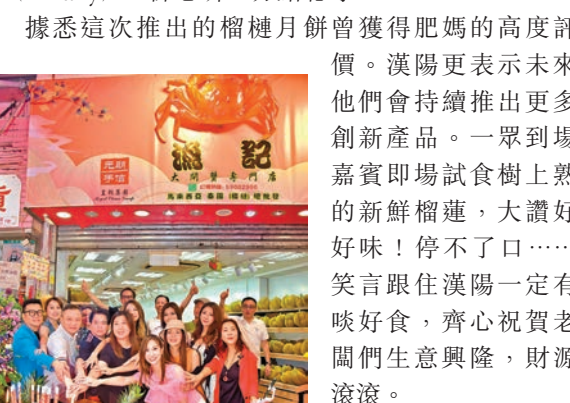 據悉這次推出的榴槤月餅曾獲得肥媽的高度評
價。漢陽更表示未來
他們會持續推出更多
創新產品。一眾到場
嘉賓即場試食樹上熟
的新鮮榴蓮，大讚好
好味！停不了口……
笑言跟住漢陽一定有
啖好食，齊心祝賀老
闆們生意興隆，財源
滾滾。
記
大閘蟹專門店